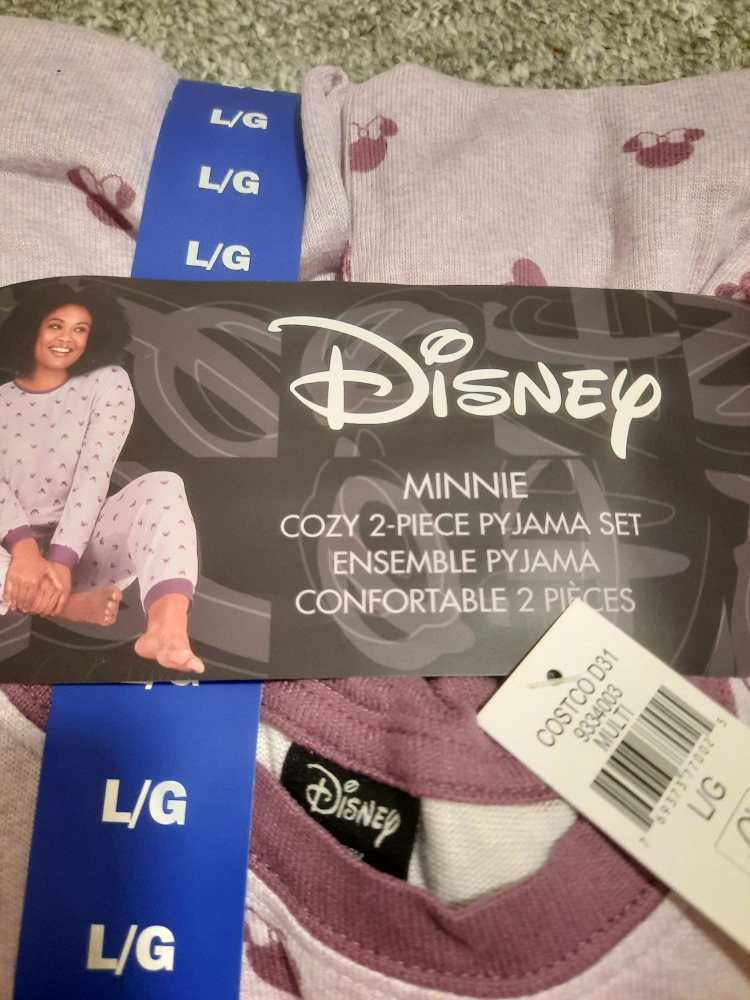 L/G
L/G
L/G
DISNEY
MINNIE
COZY 2-PIECE PYJAMA SET
ENSEMBLE PYJAMA
CONFORTABLE 2 PIÈCES
COSTCO D31
9334003
MULTI
L/G
DISNEY
L/G
L/G